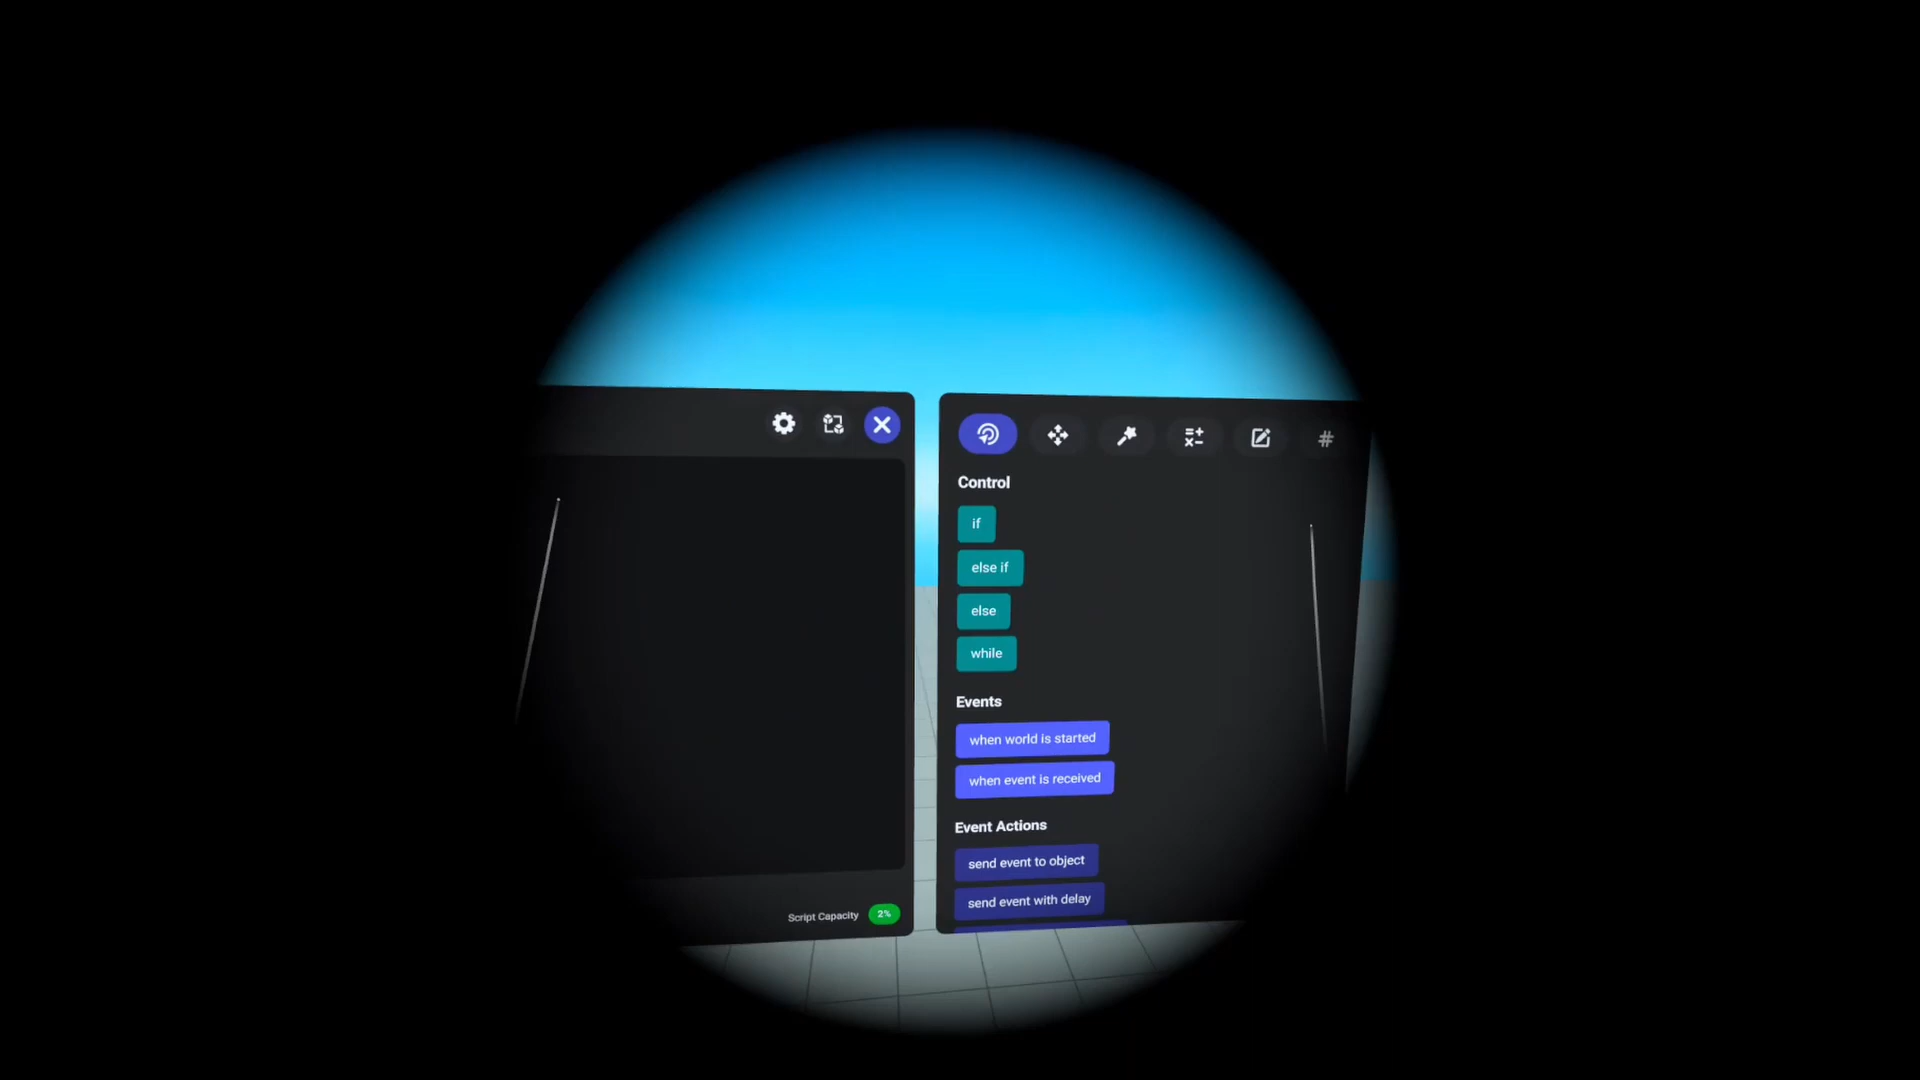 Script Capacity 2%
#
Control
if
else if
else
while
Events
when world is started
when event is received
Event Actions
send event to object
send event with delay